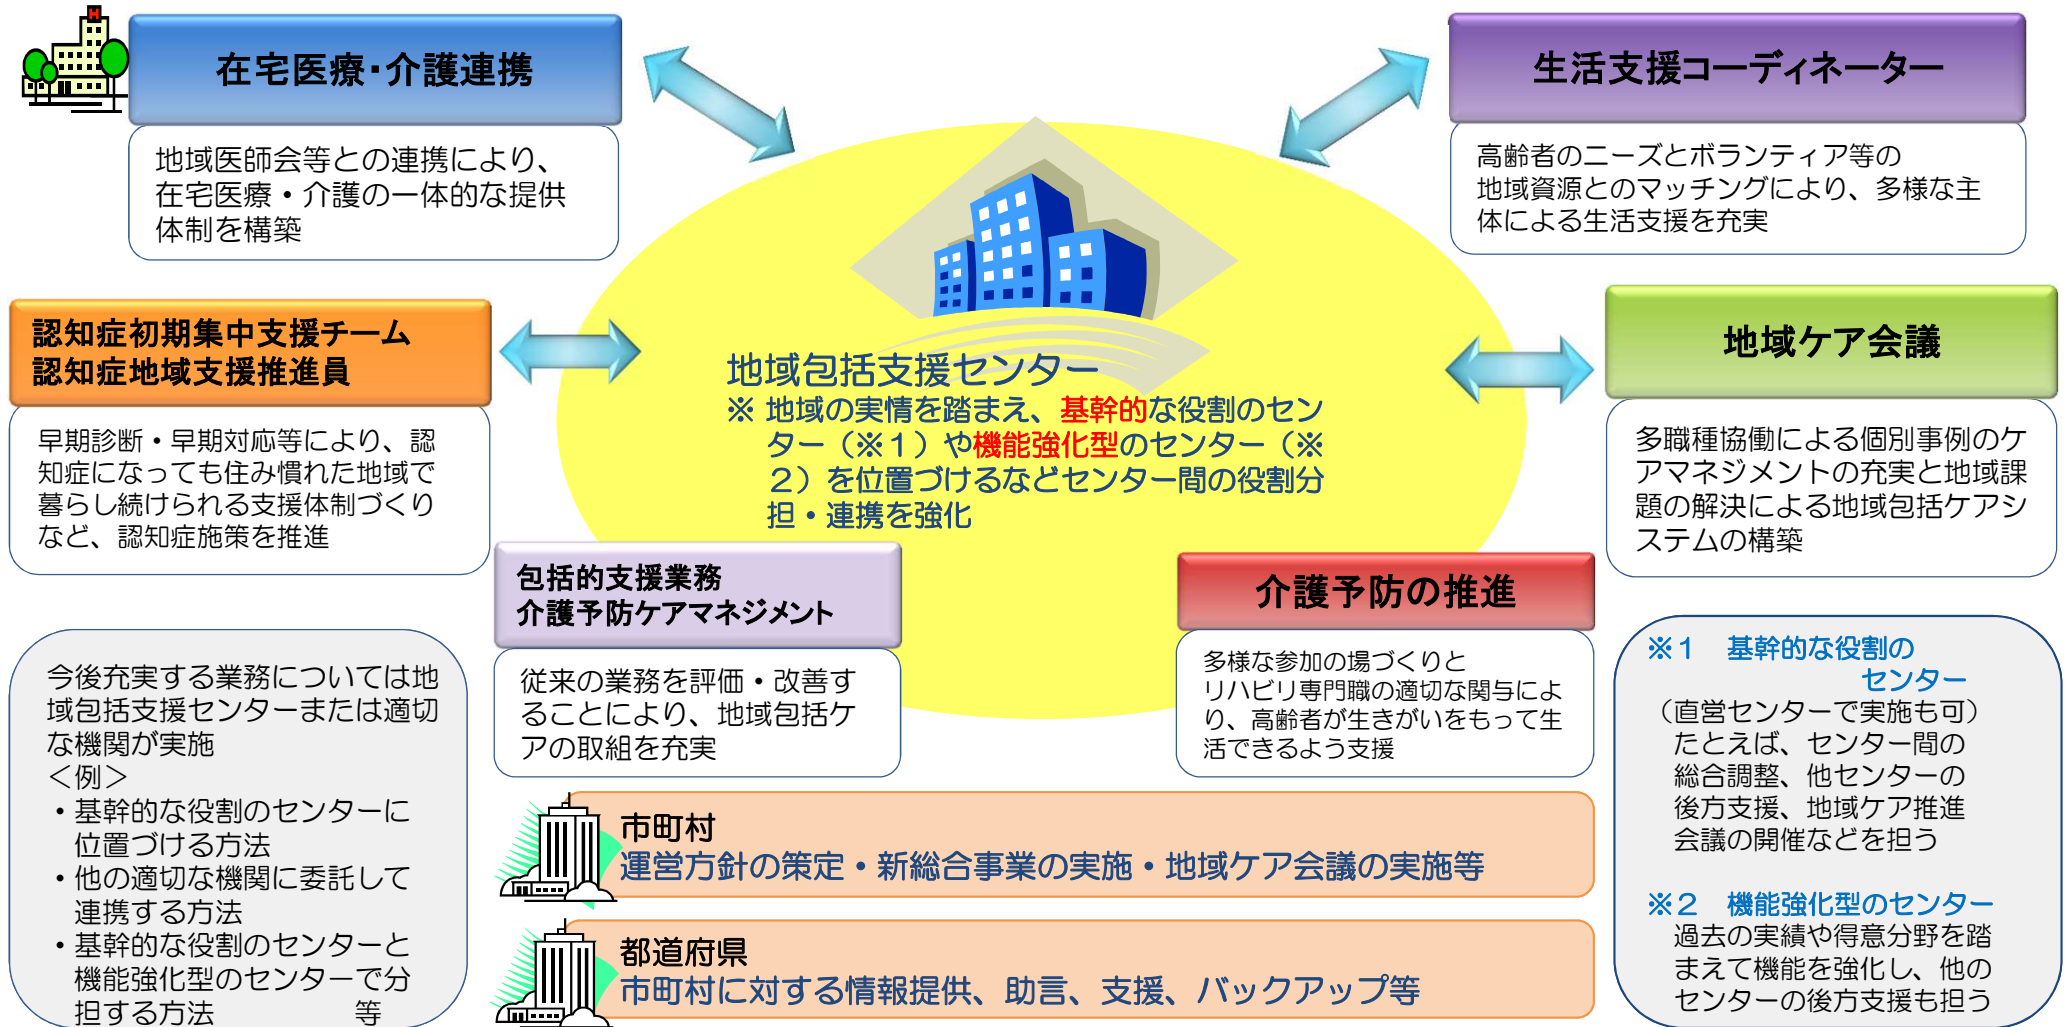 H
在宅医療・介護連携
地域医師会等との連携により、
在宅医療・介護の一体的な提供
体制を構築
生活支援コーディネーター
高齢者のニーズとボランティア等の
地域資源とのマッチングにより、多様な主
体による生活支援を充実
認知症初期集中支援チーム
認知症地域支援推進員
早期診断・早期対応等により、認
知症になっても住み慣れた地域で
暮らし続けられる支援体制づくり
など、認知症施策を推進
地域包括支援センター
※ 地域の実情を踏まえ、基幹的な役割のセン
ター（※１）や機能強化型のセンター（※
２）を位置づけるなどセンター間の役割分
担・連携を強化
地域ケア会議
多職種協働による個別事例のケ
アマネジメントの充実と地域課
題の解決による地域包括ケアシ
ステムの構築
包括的支援業務
介護予防ケアマネジメント
従来の業務を評価・改善す
ることにより、地域包括ケ
アの取組を充実
介護予防の推進
多様な参加の場づくりと
リハビリ専門職の適切な関与によ
り、高齢者が生きがいをもって生
活できるよう支援
今後充実する業務については地
域包括支援センターまたは適切
な機関が実施
＜例＞
・基幹的な役割のセンターに
位置づける方法
・他の適切な機関に委託して
連携する方法
・基幹的な役割のセンターと
機能強化型のセンターで分
担する方法　　　　　等
市町村
運営方針の策定・新総合事業の実施・地域ケア会議の実施等
都道府県
市町村に対する情報提供、助言、支援、バックアップ等
※１　基幹的な役割の
センター
（直営センターで実施も可）
たとえば、センター間の
総合調整、他センターの
後方支援、地域ケア推進
会議の開催などを担う
※２　機能強化型のセンター
過去の実績や得意分野を踏
まえて機能を強化し、他の
センターの後方支援も担う